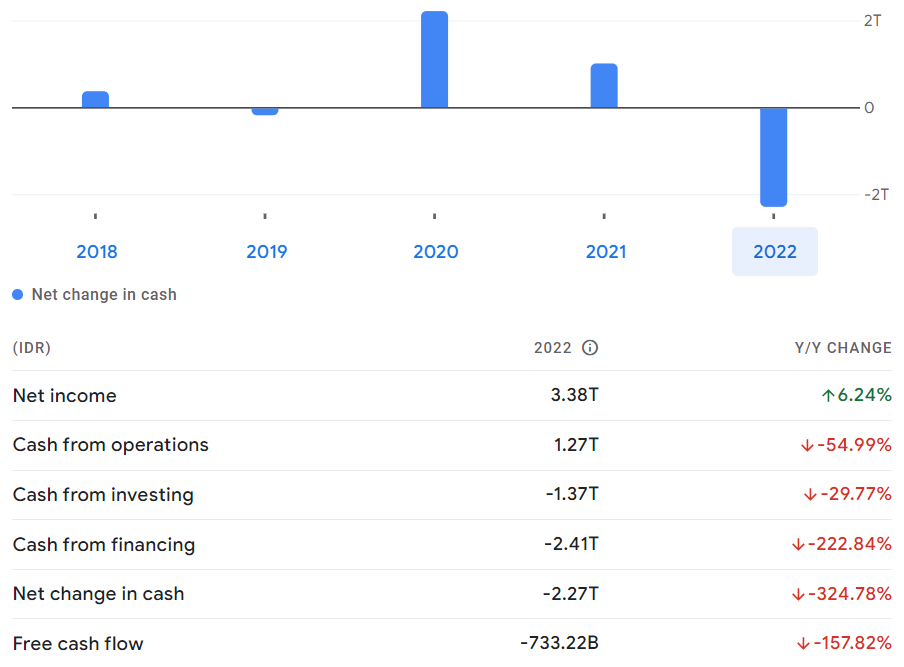 2T
0
-2T
2018 2019 2020 2021 2022
Net change in cash
(IDR) 2022 Y/Y CHANGE
Net income 3.38T ↑6.24%
Cash from operations 1.27T ↓-54.99%
Cash from investing -1.37T ↓-29.77%
Cash from financing -2.41T ↓-222.84%
Net change in cash -2.27T ↓-324.78%
Free cash flow -733.22B ↓-157.82%